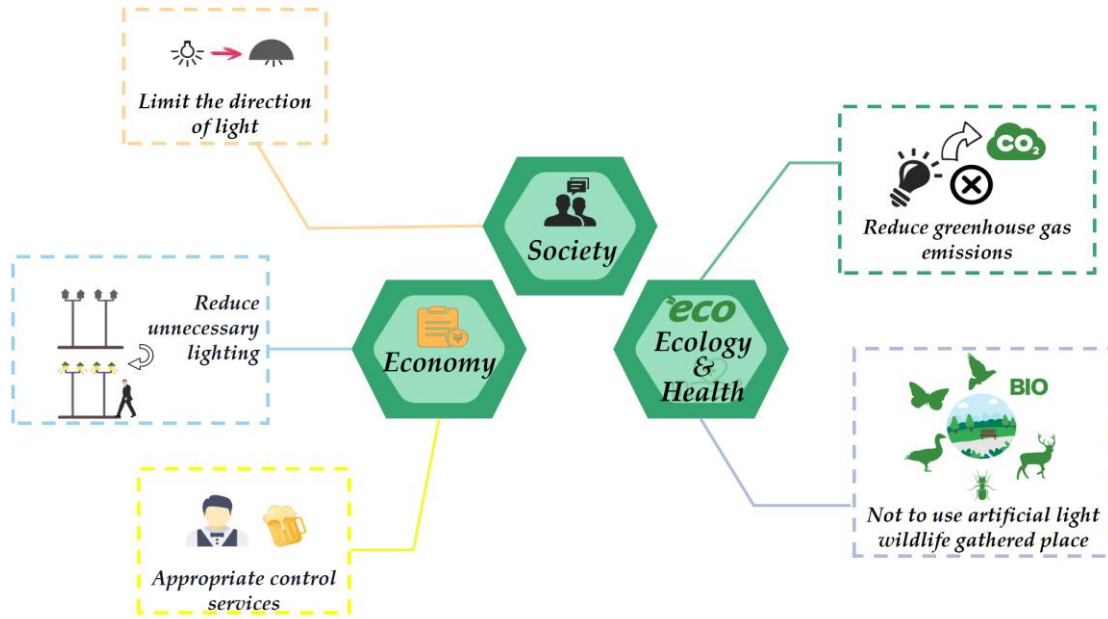 Limit the direction
of light
CO₂
Reduce greenhouse gas
emissions
Society
Reduce
unnecessary
lighting
Economy
eco
Ecology
&
Health
BIO
Not to use artificial light
wildlife gathered place
Appropriate control
services